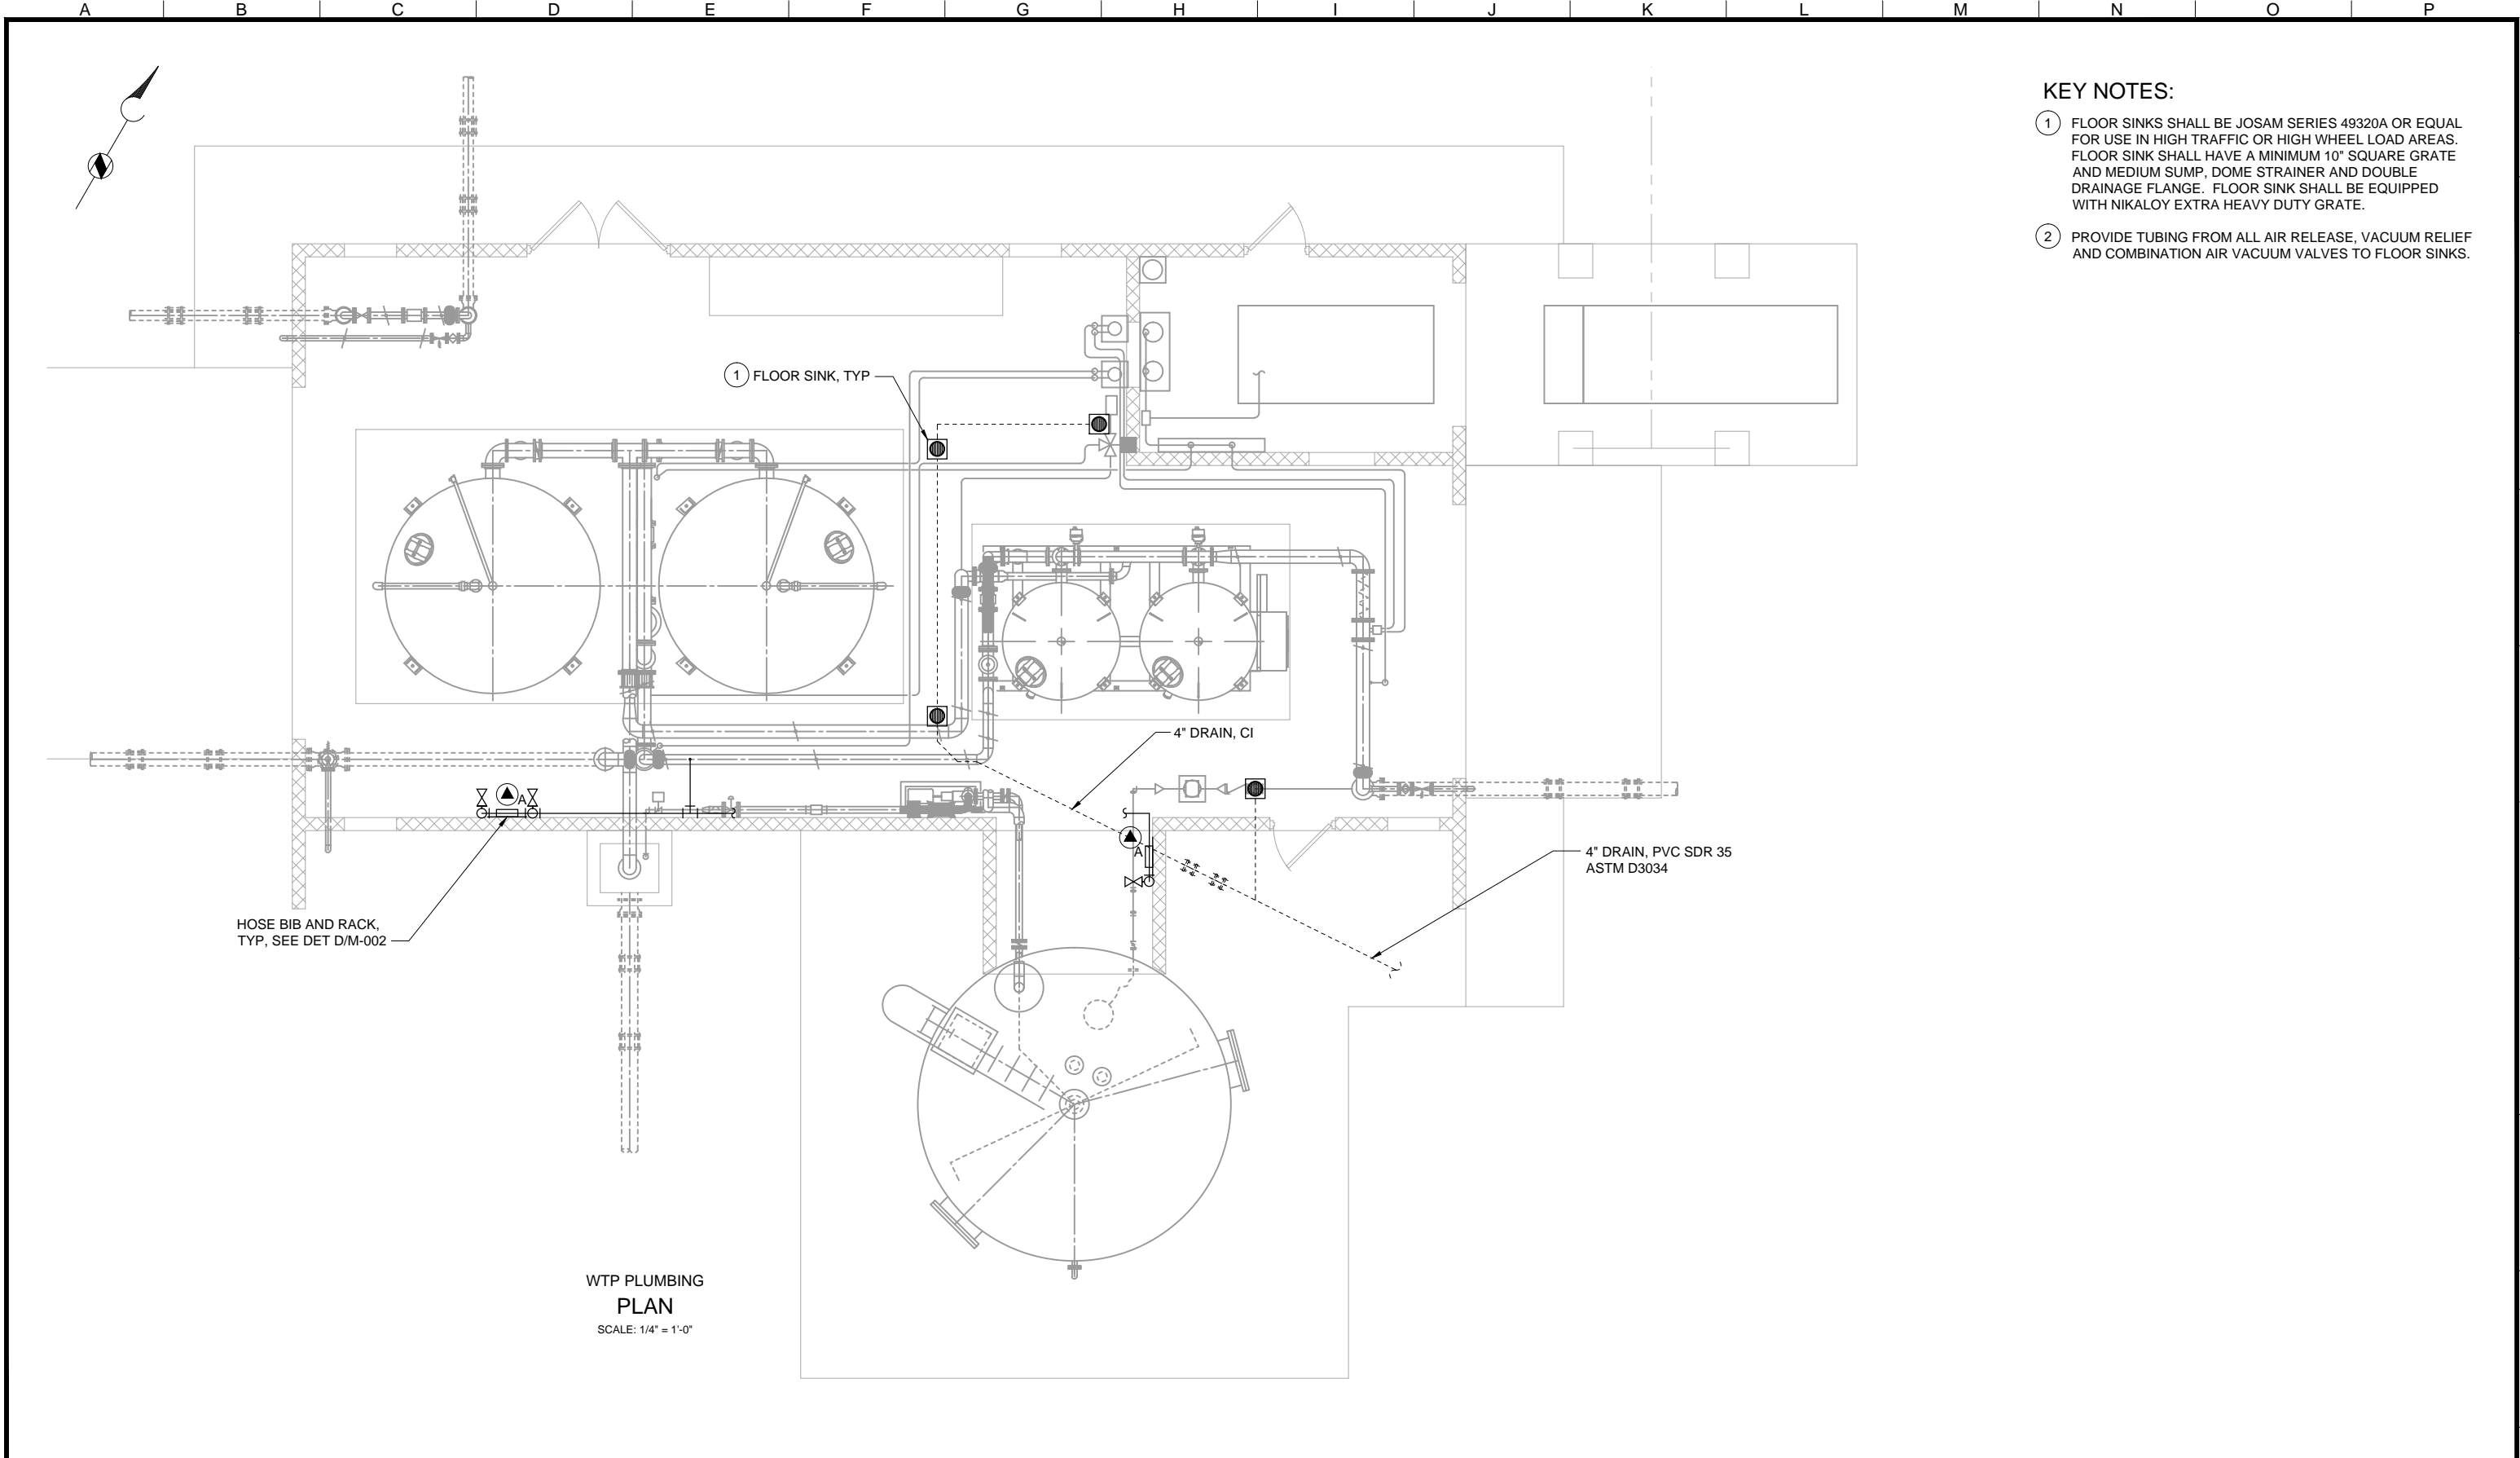 A B C D E F G H I J K L M N O P
KEY NOTES:
1 FLOOR SINKS SHALL BE JOSAM SERIES 49320A OR EQUAL
FOR USE IN HIGH TRAFFIC OR HIGH WHEEL LOAD AREAS.
FLOOR SINK SHALL HAVE A MINIMUM 10" SQUARE GRATE
AND MEDIUM SUMP, DOME STRAINER AND DOUBLE
DRAINAGE FLANGE. FLOOR SINK SHALL BE EQUIPPED
WITH NIKALOY EXTRA HEAVY DUTY GRATE.
2 PROVIDE TUBING FROM ALL AIR RELEASE, VACUUM RELIEF
AND COMBINATION AIR VACUUM VALVES TO FLOOR SINKS.
1 FLOOR SINK, TYP
4" DRAIN, CI
A
A
4" DRAIN, PVC SDR 35
ASTM D3034
HOSE BIB AND RACK,
TYP, SEE DET D/M-002
WTP PLUMBING
PLAN
SCALE: 1/4" = 1'-0"